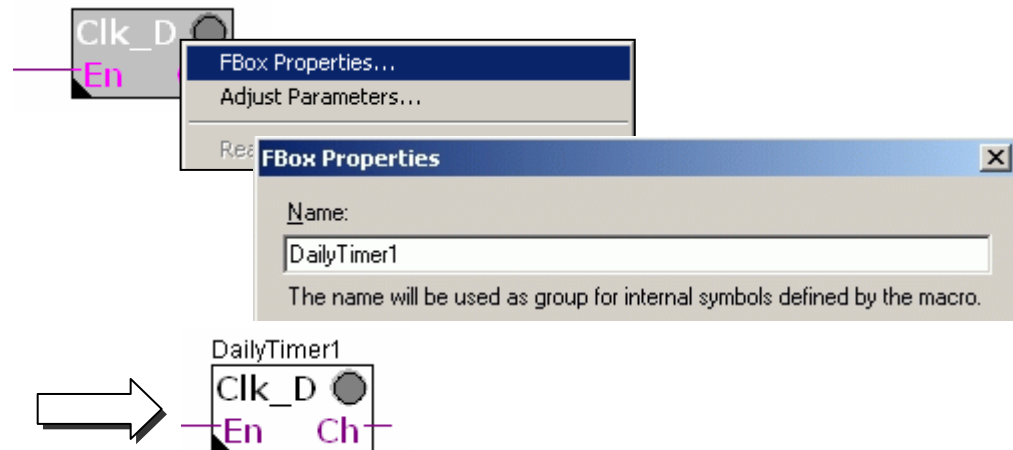 Clk_D
En
FBox Properties...
Adjust Parameters...
FBox Properties
Name:
DailyTimer1
The name will be used as group for internal symbols defined by the macro.
DailyTimer1
Clk_D
En Ch